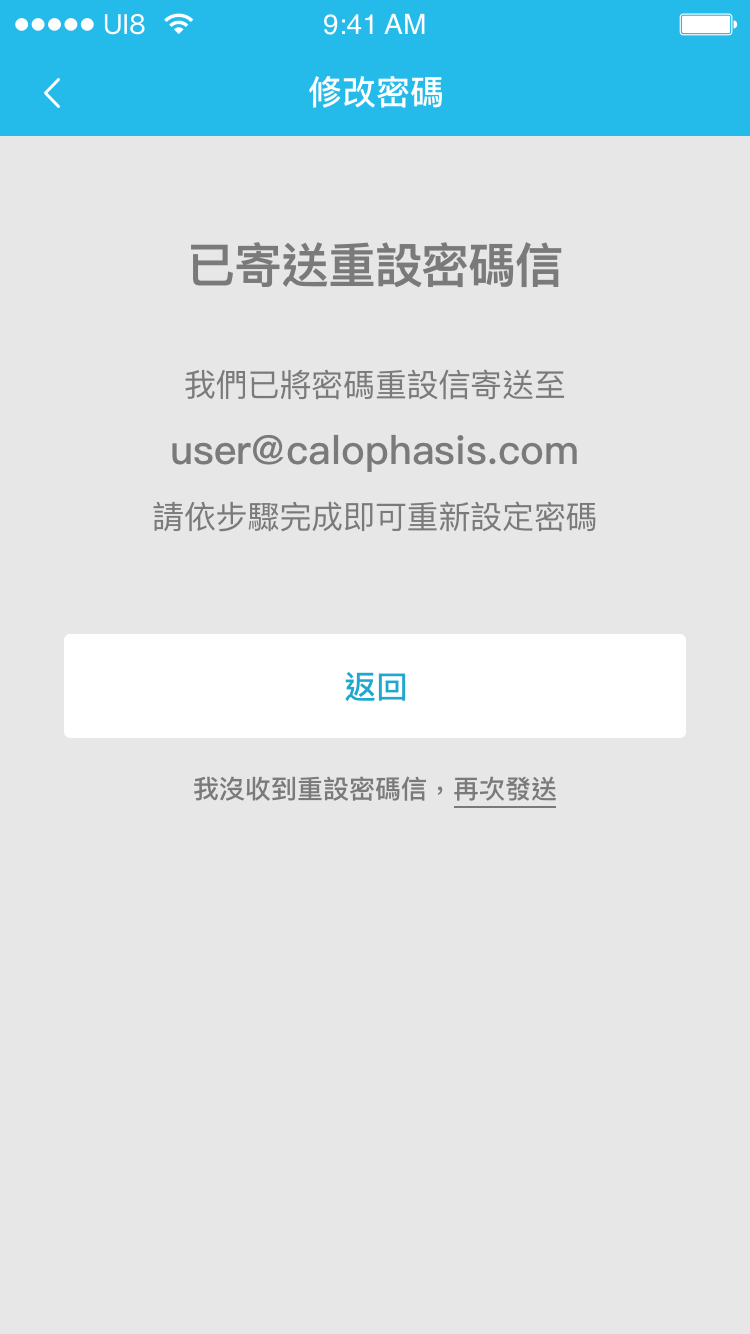 UI8 9:41 AM
修改密碼
已寄送重設密碼信
我們已將密碼重設信寄送至
user@calophasis.com
請依步驟完成即可重新設定密碼
返回
我沒收到重設密碼信，再次發送